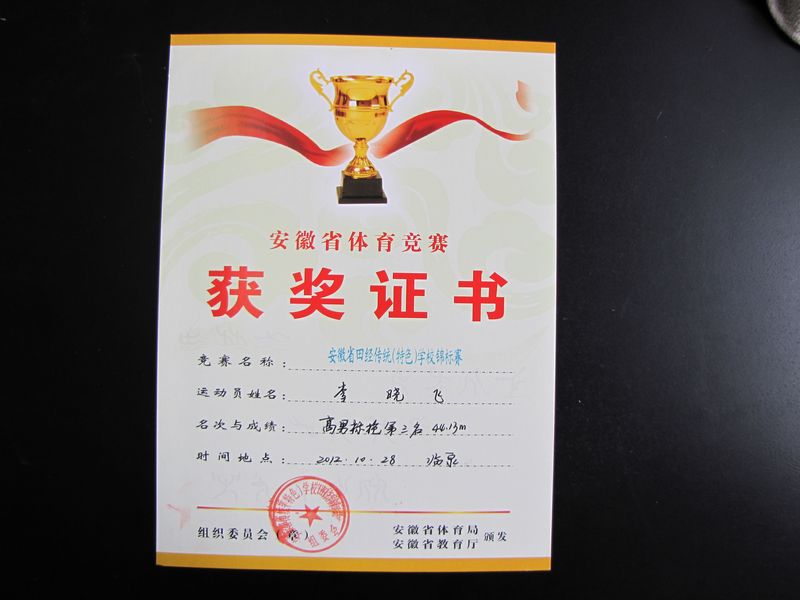 安徽省体育竞赛
获奖证书
竞赛名称: 安徽省田径传统(特色)学校锦标赛
运动员姓名: 李晓飞
名次与成绩: 高男标枪第三名 44.13m
时间地点: 2012.10.28 临泉
组织委员会(章)
组委会
安徽省体育局
安徽省教育厅 颁发